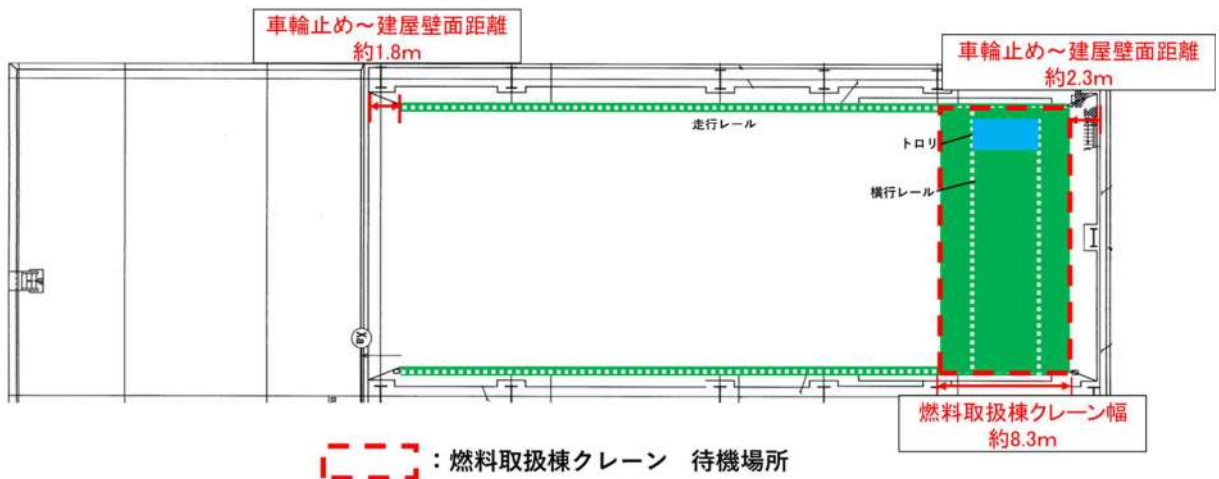 車輪止め～建屋壁面距離
約1.8m
車輪止め～建屋壁面距離
約2.3m
走行レール
トロリ
横行レール
Xa
燃料取扱棟クレーン幅
約8.3m
：燃料取扱棟クレーン　待機場所